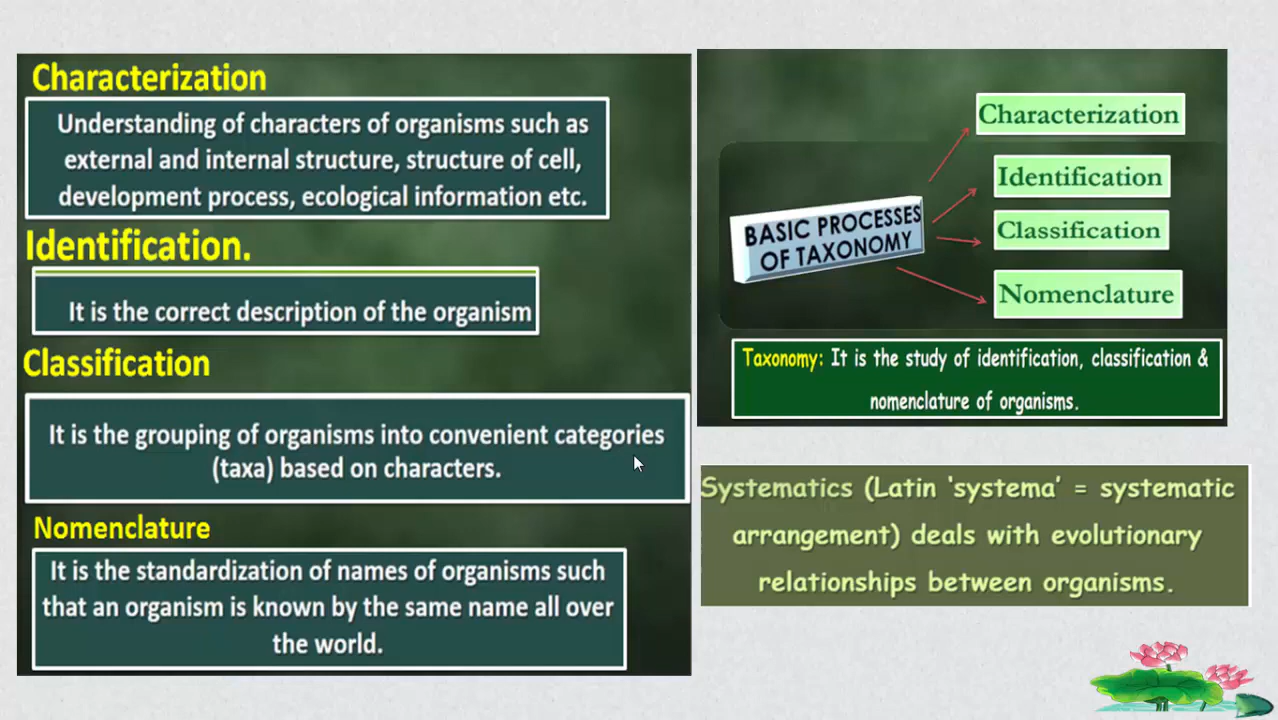 Characterization
Understanding of characters of organisms such as
external and internal structure, structure of cell,
development process, ecological information etc.
Identification.
It is the correct description of the organism
Classification
It is the grouping of organisms into convenient categories
(taxa) based on characters.
Nomenclature
It is the standardization of names of organisms such
that an organism is known by the same name all over
the world.
BASIC PROCESSES
OF TAXONOMY
Characterization
Identification
Classification
Nomenclature
Taxonomy: It is the study of identification, classification &
nomenclature of organisms.
Systematics (Latin ‘systema’ = systematic
arrangement) deals with evolutionary
relationships between organisms.